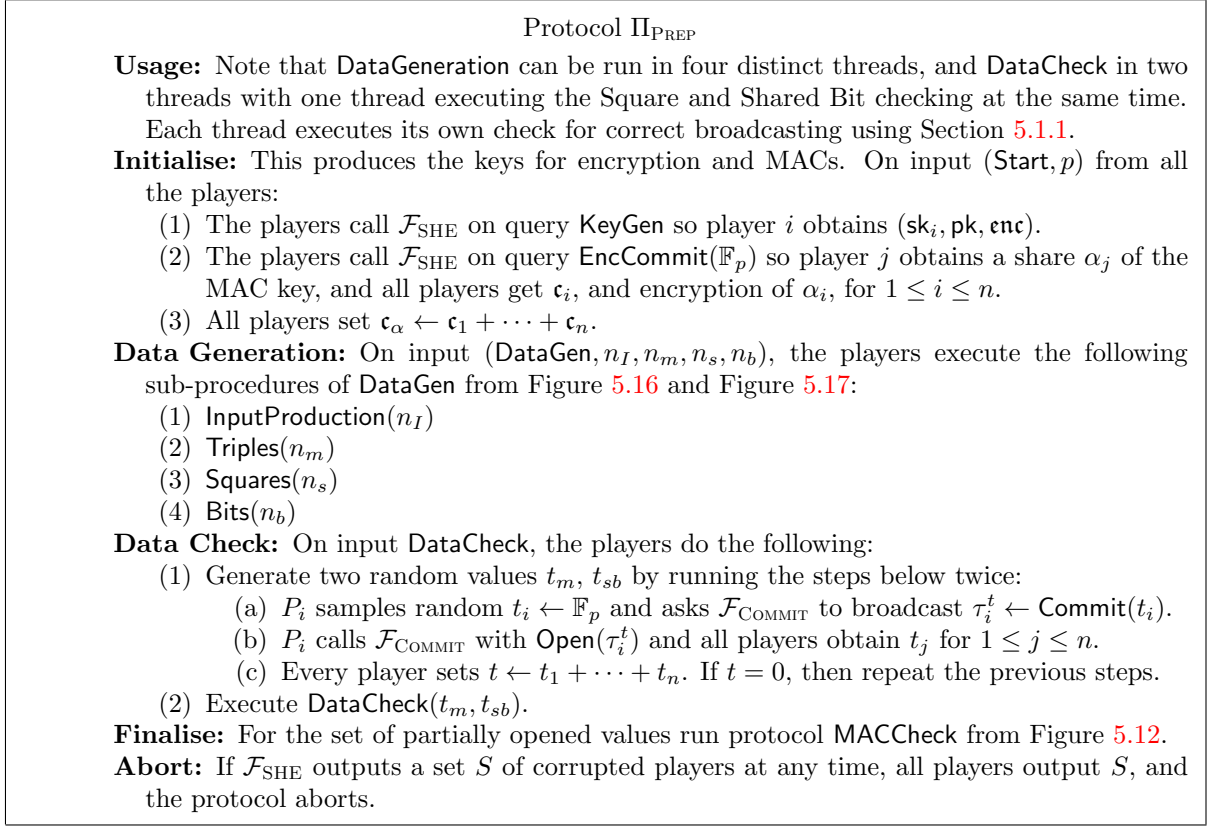 Protocol Π_PREP
Usage: Note that DataGeneration can be run in four distinct threads, and DataCheck in two
threads with one thread executing the Square and Shared Bit checking at the same time.
Each thread executes its own check for correct broadcasting using Section 5.1.1.
Initialise: This produces the keys for encryption and MACs. On input (Start, p) from all
the players:
(1) The players call F_SHE on query KeyGen so player i obtains (sk_i, pk, enc).
(2) The players call F_SHE on query EncCommit(𝔽_p) so player j obtains a share α_j of the
MAC key, and all players get 𝔠_i, and encryption of α_i, for 1 ≤ i ≤ n.
(3) All players set 𝔠_α ← 𝔠_1 + · · · + 𝔠_n.
Data Generation: On input (DataGen, n_I, n_m, n_s, n_b), the players execute the following
sub-procedures of DataGen from Figure 5.16 and Figure 5.17:
(1) InputProduction(n_I)
(2) Triples(n_m)
(3) Squares(n_s)
(4) Bits(n_b)
Data Check: On input DataCheck, the players do the following:
(1) Generate two random values t_m, t_sb by running the steps below twice:
(a) P_i samples random t_i ← 𝔽_p and asks F_COMMIT to broadcast τ_i^t ← Commit(t_i).
(b) P_i calls F_COMMIT with Open(τ_i^t) and all players obtain t_j for 1 ≤ j ≤ n.
(c) Every player sets t ← t_1 + · · · + t_n. If t = 0, then repeat the previous steps.
(2) Execute DataCheck(t_m, t_sb).
Finalise: For the set of partially opened values run protocol MACCheck from Figure 5.12.
Abort: If F_SHE outputs a set S of corrupted players at any time, all players output S, and
the protocol aborts.